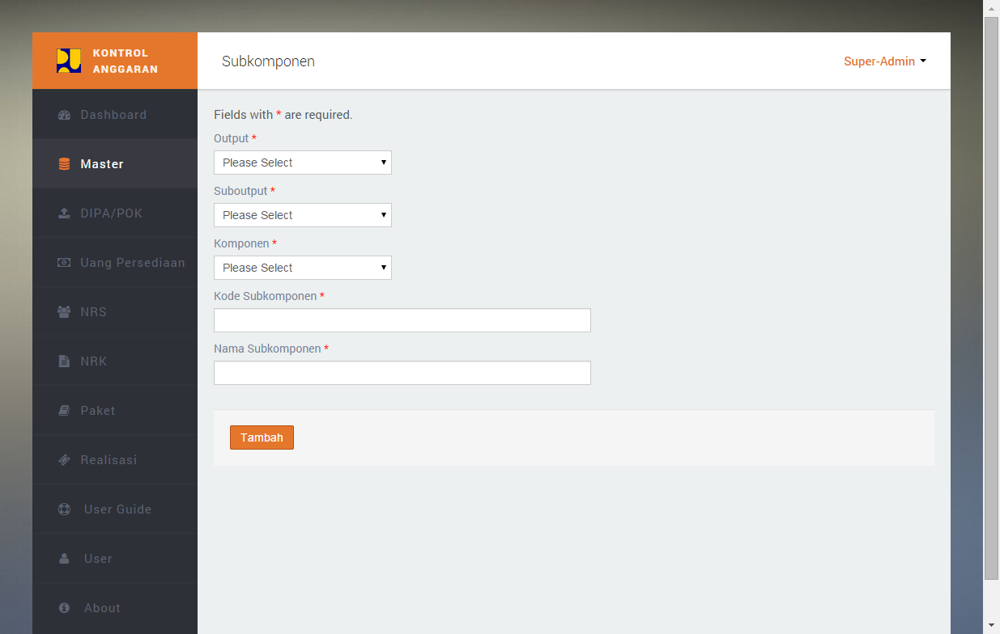 KONTROL
ANGGARAN
Subkomponen
Super-Admin
Dashboard
Master
DIPA/POK
Uang Persediaan
NRS
NRK
Paket
Realisasi
User Guide
User
About
Fields with * are required.
Output *
Please Select
Suboutput *
Please Select
Komponen *
Please Select
Kode Subkomponen *
Nama Subkomponen *
Tambah